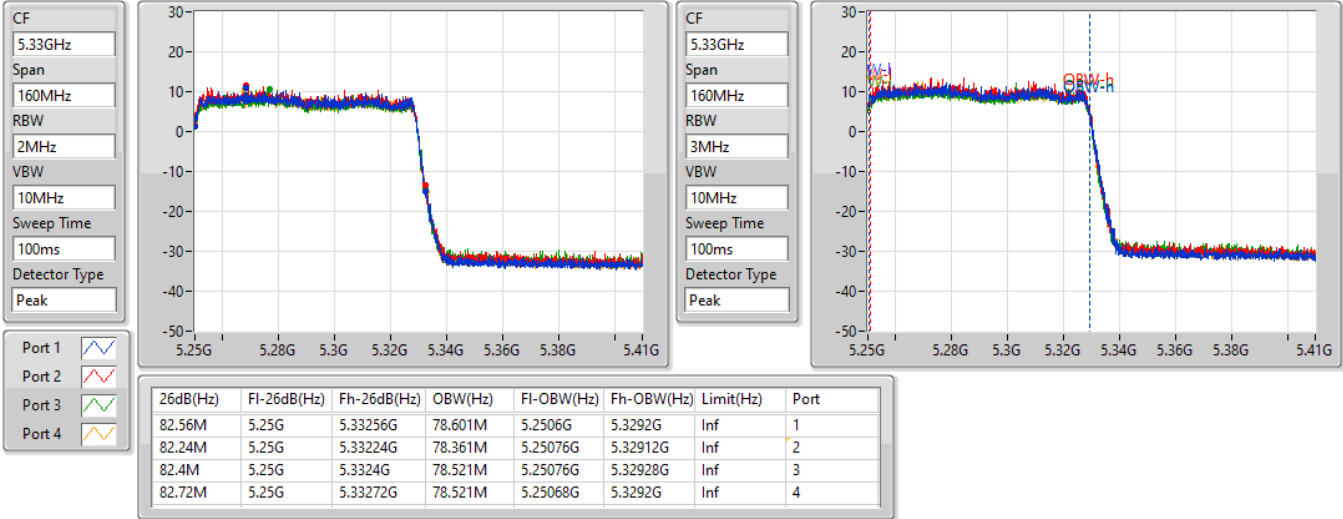 CF
5.33GHz
Span
160MHz
RBW
2MHz
VBW
10MHz
Sweep Time
100ms
Detector Type
Peak
30
20
10
0
-10
-20
-30
-40
-50
5.25G 5.28G 5.3G 5.32G 5.34G 5.36G 5.38G 5.41G
CF
5.33GHz
Span
160MHz
RBW
3MHz
VBW
10MHz
Sweep Time
100ms
Detector Type
Peak
30
20
10
0
-10
-20
-30
-40
-50
OBW-h
OBW-h
5.25G 5.28G 5.3G 5.32G 5.34G 5.36G 5.38G 5.41G
Port 1
Port 2
Port 3
Port 4
26dB(Hz) Fl-26dB(Hz) Fh-26dB(Hz) OBW(Hz) Fl-OBW(Hz) Fh-OBW(Hz) Limit(Hz) Port
82.56M 5.25G 5.33256G 78.601M 5.2506G 5.3292G Inf 1
82.24M 5.25G 5.33224G 78.361M 5.25076G 5.32912G Inf 2
82.4M 5.25G 5.3324G 78.521M 5.25076G 5.32928G Inf 3
82.72M 5.25G 5.33272G 78.521M 5.25068G 5.3292G Inf 4